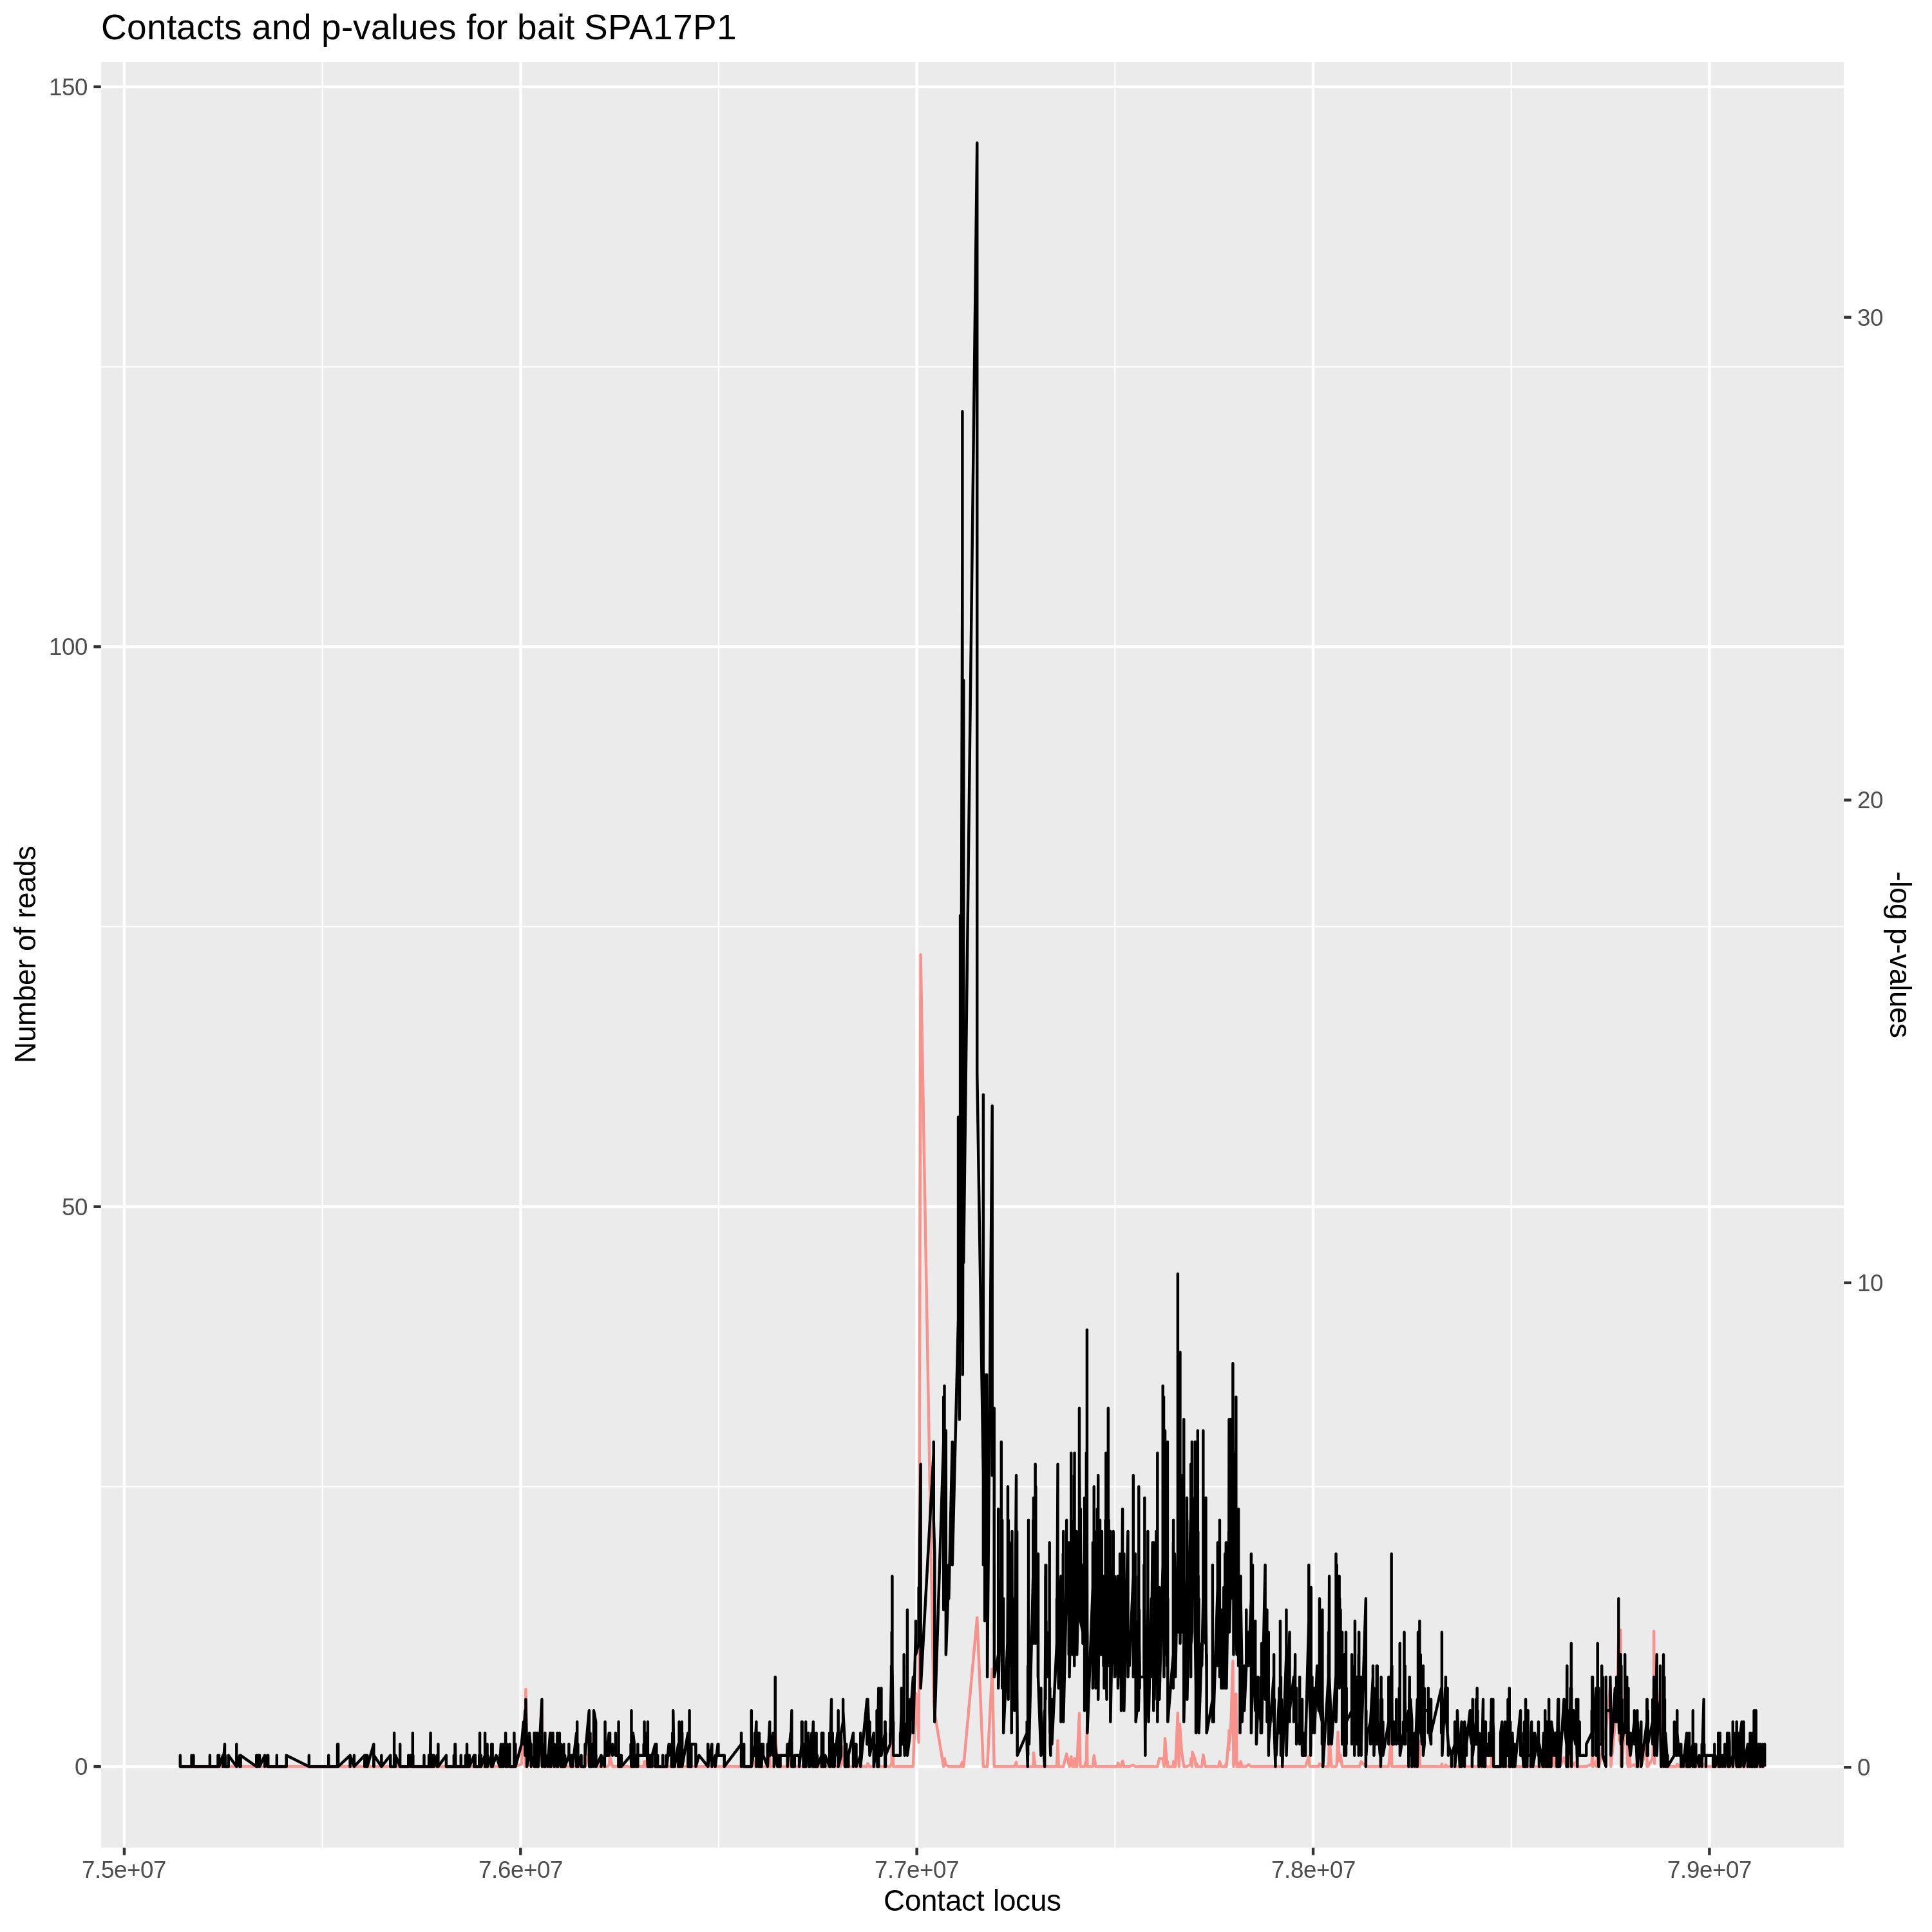 Contacts and p-values for bait SPA17P1
150
100
50
0
Number of reads
30
20
10
0
-log p-values
7.5e+07
7.6e+07
7.7e+07
7.8e+07
7.9e+07
Contact locus